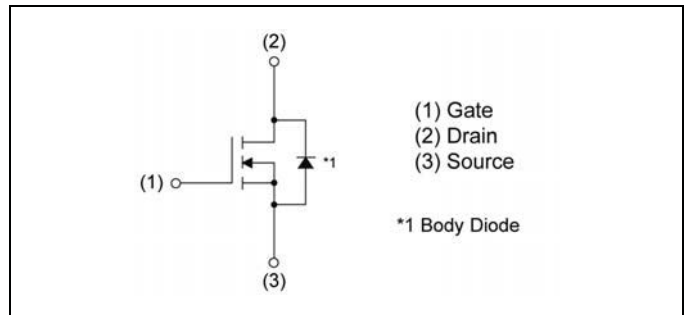 (2)
(1) Gate
(2) Drain
(3) Source
*1
(1)
*1 Body Diode
(3)